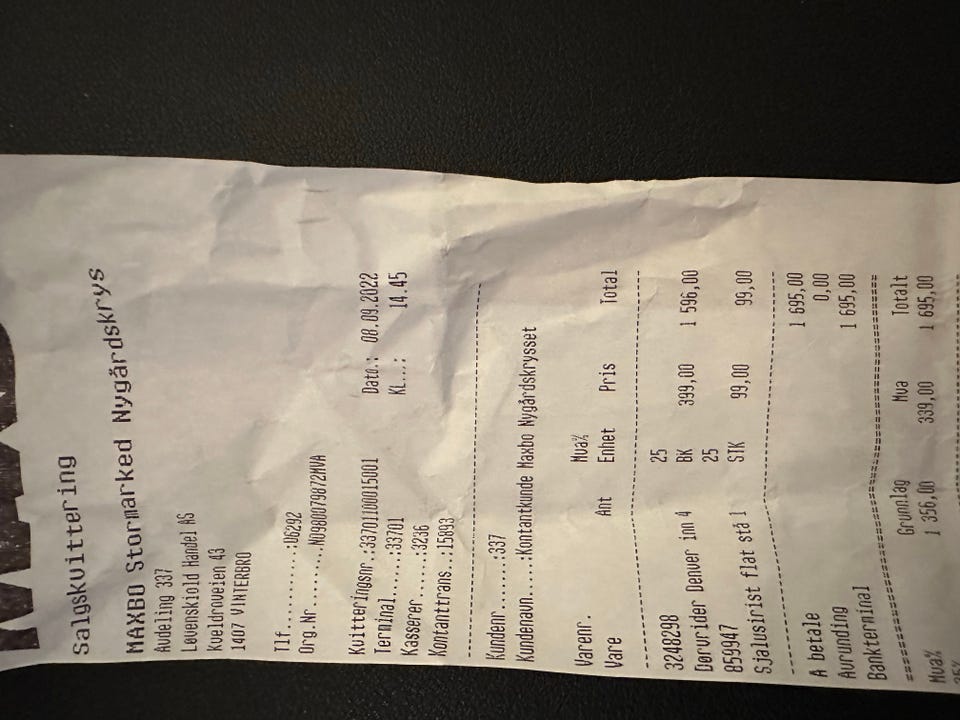 Salgskvittering
MAXBO Stormarked Nygårdskrys
Avdeling 337
Løvenskiold Handel AS
Kveldroveien 43
1407 VINTERBRO
Tlf........:06292
Org.Nr.......NO980079872MVA
Kvitteringsnr.:33701100015001 Dato.: 08.09.2022
Terminal.....:33701 KL...: 14.45
Kasserer.....:3236
Kontanttrans..:15893
Kundenr......:337
Kundenavn.....:Kontantkunde Maxbo Nygårdskrysset
Varenr. Mva%
Vare Ant Enhet Pris Total
3248298 25
Dørvrider Denver inn 4 BK 399,00 1 596,00
859947 25
Sjalusirist flat stå 1 STK 99,00 99,00
A betale 1 695,00
Avrunding 0,00
Bankterminal 1 695,00
Mva% Grunnlag Mva Totalt
25% 1 356,00 339,00 1 695,00